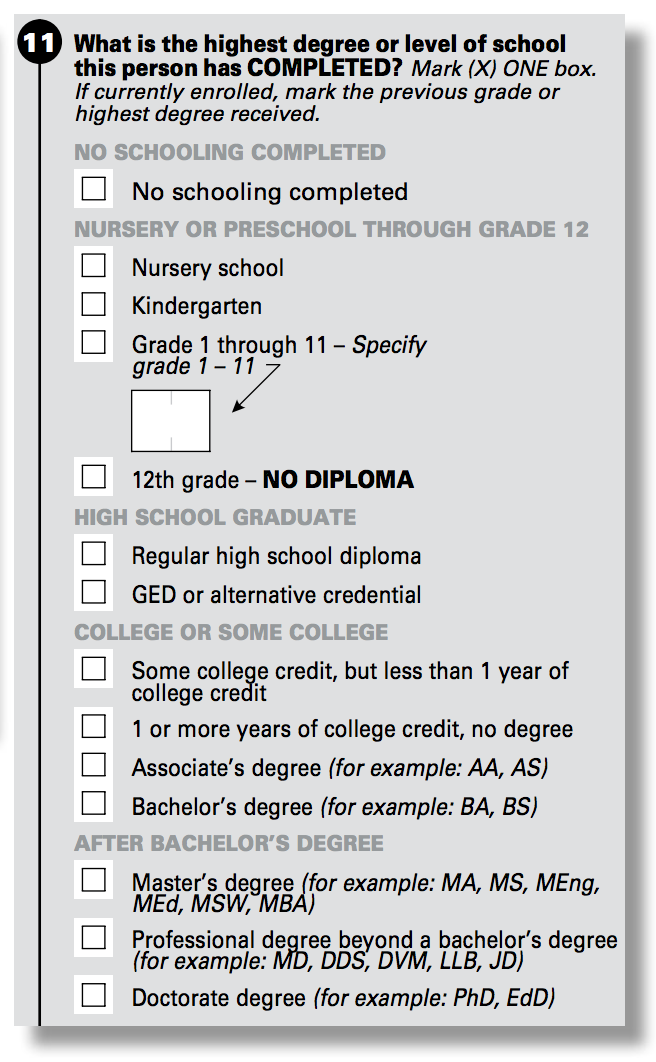 11 What is the highest degree or level of school
this person has COMPLETED? Mark (X) ONE box.
If currently enrolled, mark the previous grade or
highest degree received.
NO SCHOOLING COMPLETED
No schooling completed
NURSERY OR PRESCHOOL THROUGH GRADE 12
Nursery school
Kindergarten
Grade 1 through 11 – Specify
grade 1 – 11
12th grade – NO DIPLOMA
HIGH SCHOOL GRADUATE
Regular high school diploma
GED or alternative credential
COLLEGE OR SOME COLLEGE
Some college credit, but less than 1 year of
college credit
1 or more years of college credit, no degree
Associate’s degree (for example: AA, AS)
Bachelor’s degree (for example: BA, BS)
AFTER BACHELOR’S DEGREE
Master’s degree (for example: MA, MS, MEng,
MEd, MSW, MBA)
Professional degree beyond a bachelor’s degree
(for example: MD, DDS, DVM, LLB, JD)
Doctorate degree (for example: PhD, EdD)